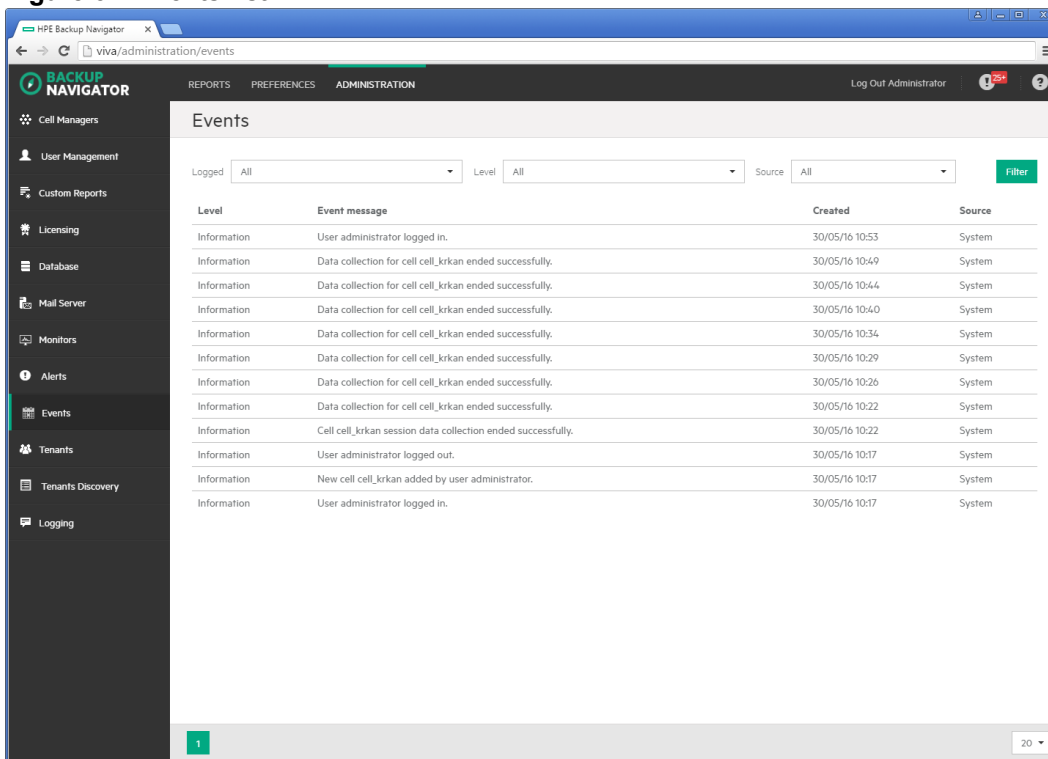 HPE Backup Navigator
viva/administration/events
BACKUP
NAVIGATOR
REPORTS PREFERENCES ADMINISTRATION Log Out Administrator 25+ ?
Cell Managers
User Management
Custom Reports
Licensing
Database
Mail Server
Monitors
Alerts
Events
Tenants
Tenants Discovery
Logging
Events
Logged All Level All Source All Filter
Level Event message Created Source
Information User administrator logged in. 30/05/16 10:53 System
Information Data collection for cell cell_krkan ended successfully. 30/05/16 10:49 System
Information Data collection for cell cell_krkan ended successfully. 30/05/16 10:44 System
Information Data collection for cell cell_krkan ended successfully. 30/05/16 10:40 System
Information Data collection for cell cell_krkan ended successfully. 30/05/16 10:34 System
Information Data collection for cell cell_krkan ended successfully. 30/05/16 10:29 System
Information Data collection for cell cell_krkan ended successfully. 30/05/16 10:26 System
Information Data collection for cell cell_krkan ended successfully. 30/05/16 10:22 System
Information Cell cell_krkan session data collection ended successfully. 30/05/16 10:22 System
Information User administrator logged out. 30/05/16 10:17 System
Information New cell cell_krkan added by user administrator. 30/05/16 10:17 System
Information User administrator logged in. 30/05/16 10:17 System
1 20